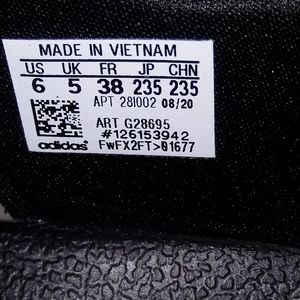 MADE IN VIETNAM
US UK FR JP CHN
6 5 38 235 235
APT 281002 08/20
ART G28695
#126153942
adidas FwFX2FT>01677